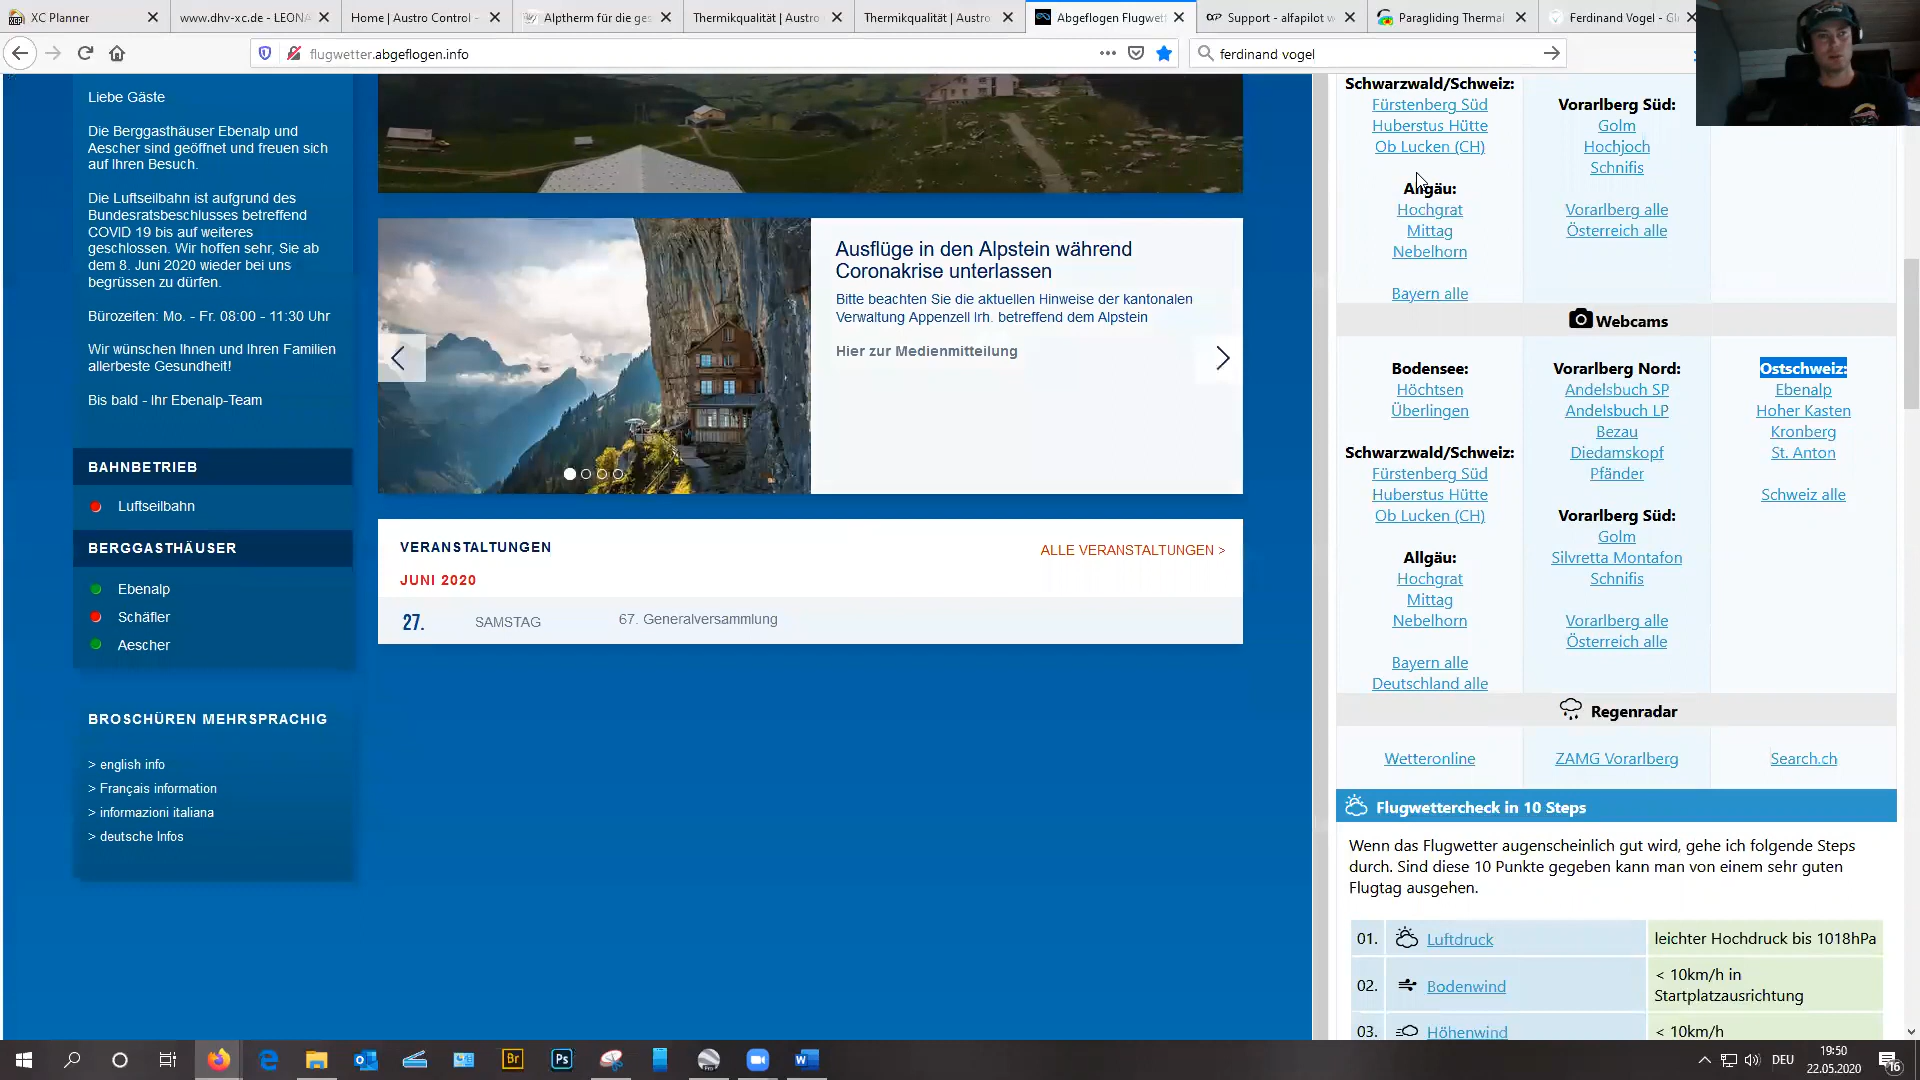 XC Planner
www.dhv-xc.de - LEONA
Home | Austro Control -
Alptherm für die ges
Thermikqualität | Austro
Thermikqualität | Austro
Abgeflogen Flugwet
Support - alfapilot w
Paragliding Thermal
Ferdinand Vogel - Gl
flugwetter.abgeflogen.info
ferdinand vogel
Liebe Gäste
Die Berggasthäuser Ebenalp und
Aescher sind geöffnet und freuen sich
auf Ihren Besuch.
Die Luftseilbahn ist aufgrund des
Bundesratsbeschlusses betreffend
COVID 19 bis auf weiteres
geschlossen. Wir hoffen sehr, Sie ab
dem 8. Juni 2020 wieder bei uns
begrüssen zu dürfen.
Bürozeiten: Mo. - Fr. 08:00 - 11:30 Uhr
Wir wünschen Ihnen und Ihren Familien
allerbeste Gesundheit!
Bis bald - Ihr Ebenalp-Team
BAHNBETRIEB
Luftseilbahn
BERGGASTHÄUSER
Ebenalp
Schäfler
Aescher
BROSCHÜREN MEHRSPRACHIG
> english info
> Français information
> informazioni italiana
> deutsche Infos
Ausflüge in den Alpstein während
Coronakrise unterlassen
Bitte beachten Sie die aktuellen Hinweise der kantonalen
Verwaltung Appenzell Irh. betreffend dem Alpstein
Hier zur Medienmitteilung
VERANSTALTUNGEN
ALLE VERANSTALTUNGEN >
JUNI 2020
27. SAMSTAG 67. Generalversammlung
Schwarzwald/Schweiz:
Fürstenberg Süd
Huberstus Hütte
Ob Lucken (CH)
Allgäu:
Hochgrat
Mittag
Nebelhorn
Bayern alle
Vorarlberg Süd:
Golm
Hochjoch
Schnifis
Vorarlberg alle
Österreich alle
Webcams
Bodensee:
Höchtsen
Überlingen
Schwarzwald/Schweiz:
Fürstenberg Süd
Huberstus Hütte
Ob Lucken (CH)
Allgäu:
Hochgrat
Mittag
Nebelhorn
Bayern alle
Deutschland alle
Vorarlberg Nord:
Andelsbuch SP
Andelsbuch LP
Bezau
Diedamskopf
Pfänder
Vorarlberg Süd:
Golm
Silvretta Montafon
Schnifis
Vorarlberg alle
Österreich alle
Ostschweiz:
Ebenalp
Hoher Kasten
Kronberg
St. Anton
Schweiz alle
Regenradar
Wetteronline
ZAMG Vorarlberg
Search.ch
Flugwettercheck in 10 Steps
Wenn das Flugwetter augenscheinlich gut wird, gehe ich folgende Steps
durch. Sind diese 10 Punkte gegeben kann man von einem sehr guten
Flugtag ausgehen.
01. Luftdruck leichter Hochdruck bis 1018hPa
02. Bodenwind < 10km/h in
Startplatzausrichtung
03. Höhenwind < 10km/h
Br
Ps
DEU
19:50
22.05.2020
16